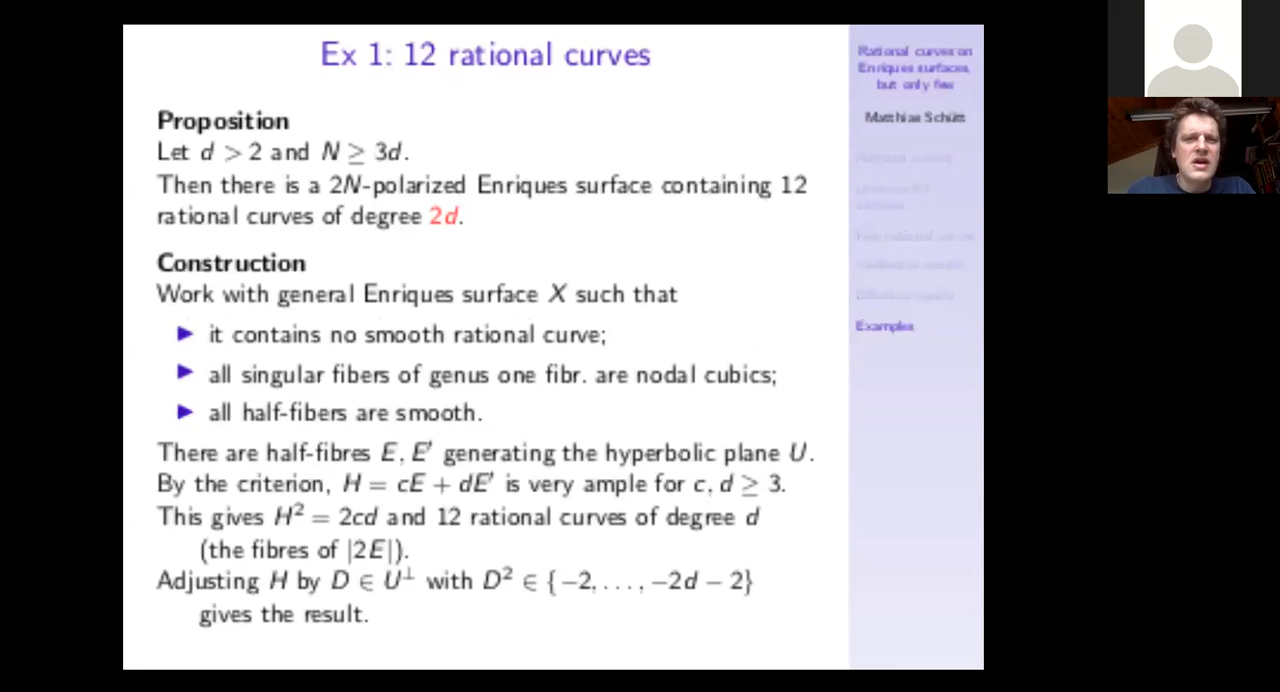 Ex 1: 12 rational curves
Proposition
Let d > 2 and N ≥ 3d.
Then there is a 2N-polarized Enriques surface containing 12
rational curves of degree 2d.
Construction
Work with general Enriques surface X such that
▶ it contains no smooth rational curve;
▶ all singular fibers of genus one fibr. are nodal cubics;
▶ all half-fibers are smooth.
There are half-fibres E, E′ generating the hyperbolic plane U.
By the criterion, H = cE + dE′ is very ample for c, d ≥ 3.
This gives H² = 2cd and 12 rational curves of degree d
(the fibres of |2E|).
Adjusting H by D ∈ U⊥ with D² ∈ {−2, . . . , −2d − 2}
gives the result.
Rational curves on
Enriques surfaces,
but only few
Matthias Schütt
Examples